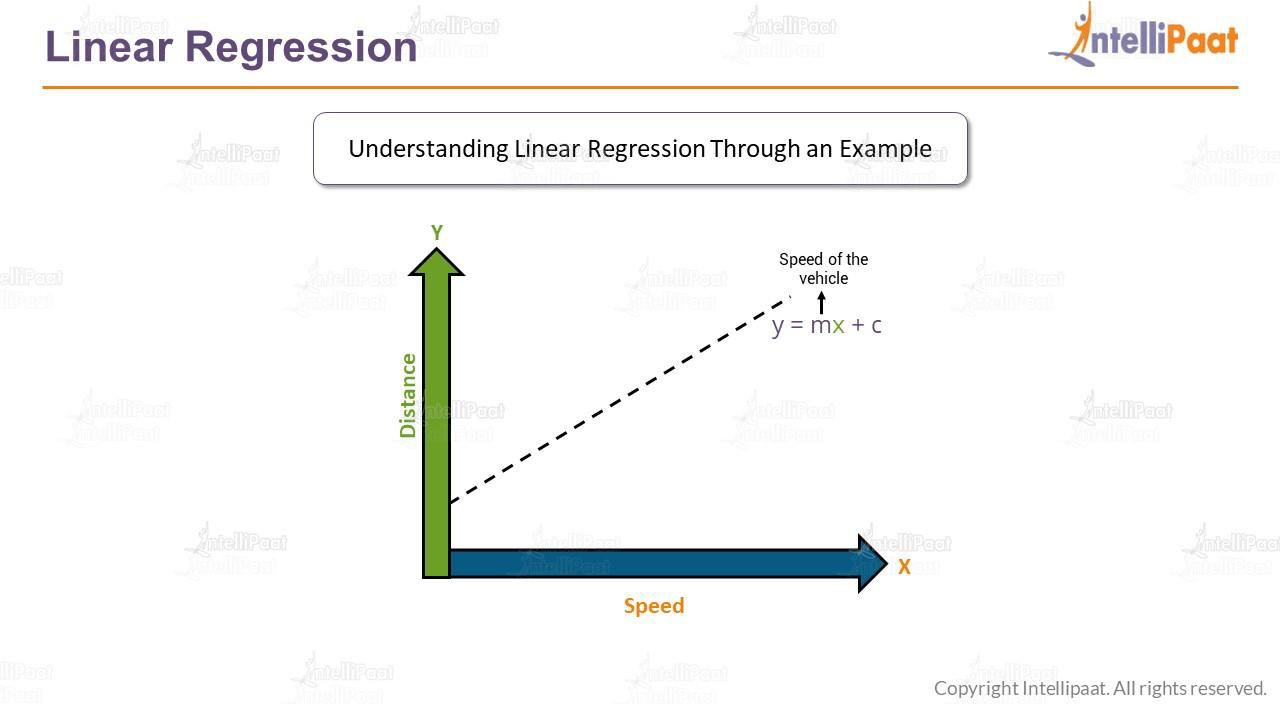 Linear Regression
IntelliPaat
Understanding Linear Regression Through an Example
Y
Speed of the
vehicle
y = mx + c
Distance
X
Speed
Copyright Intellipaat. All rights reserved.